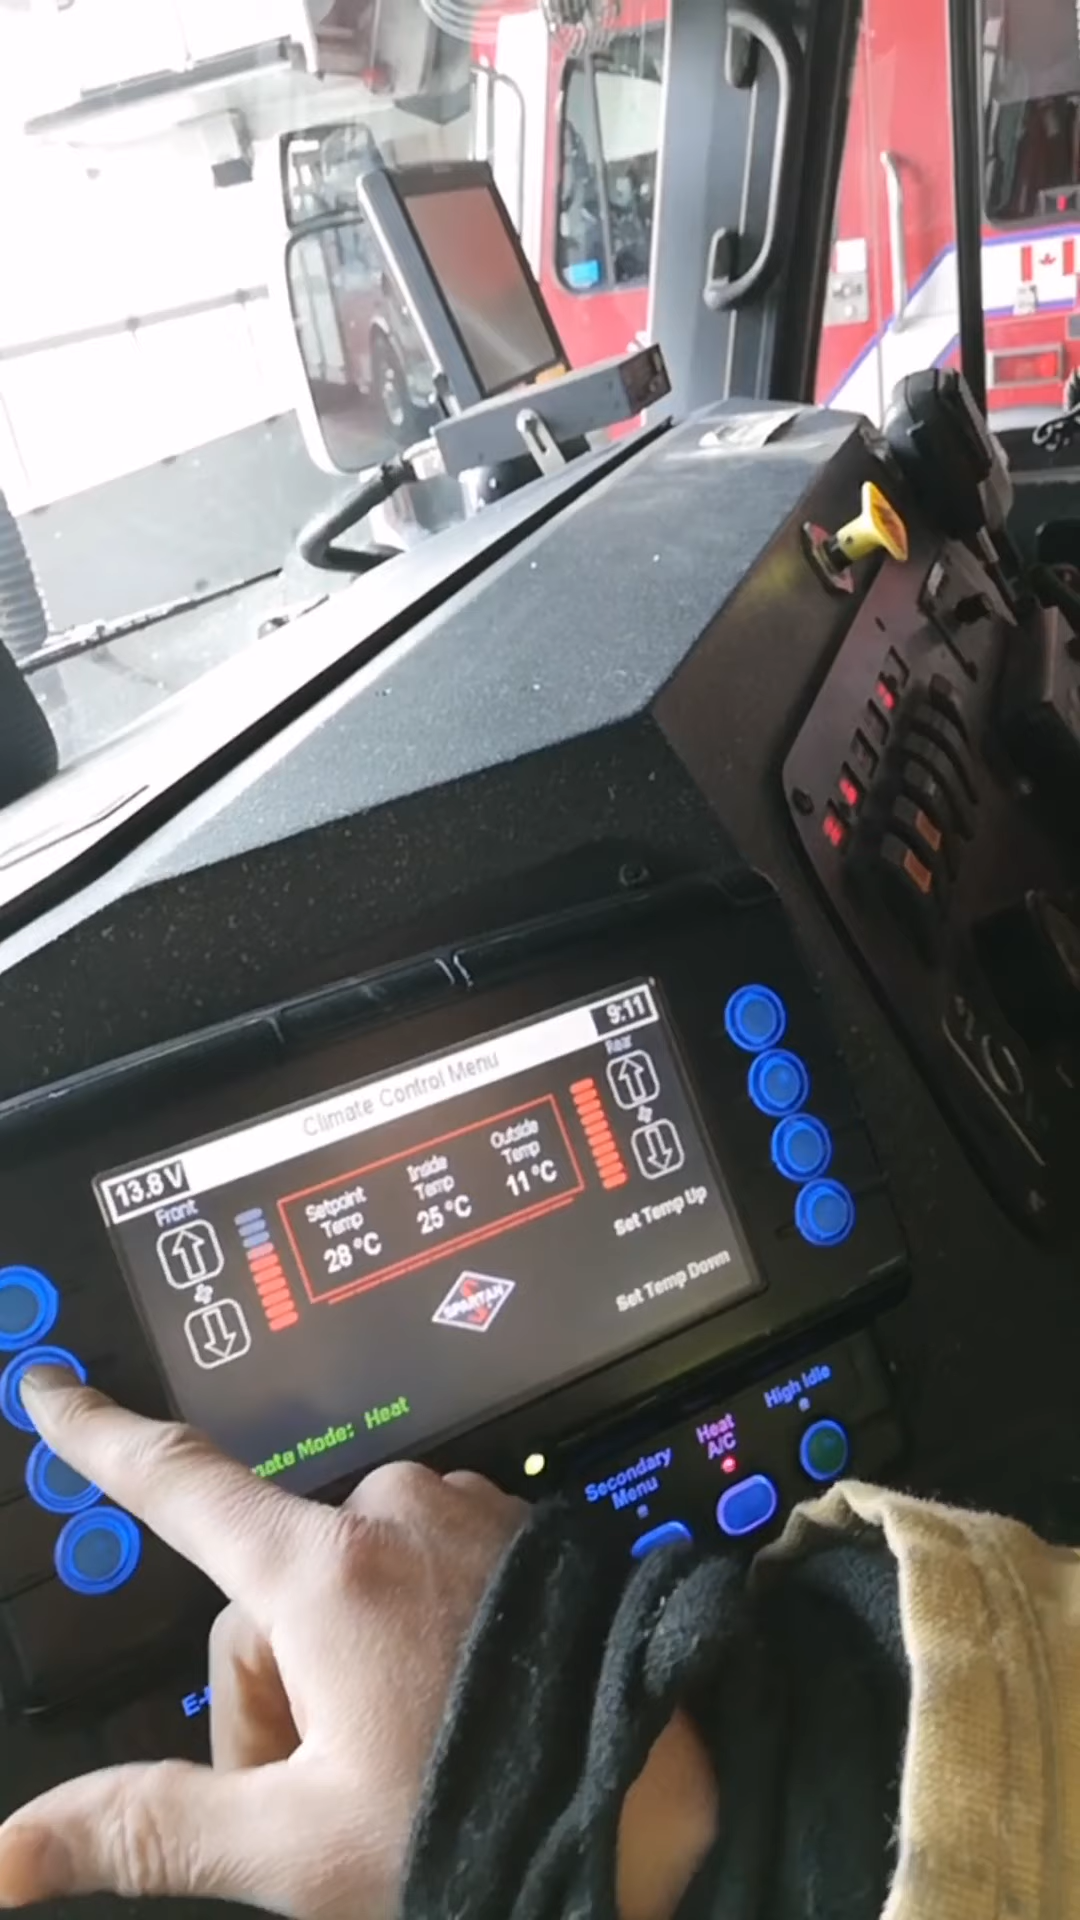 9:11
Climate Control Menu
13.8 V
Rear
Front
Setpoint
Temp
28 °C
Inside
Temp
25 °C
Outside
Temp
11 °C
Set Temp Up
Set Temp Down
SPARTAN
mate Mode: Heat
High Idle
Heat
A/C
Secondary
Menu
E-